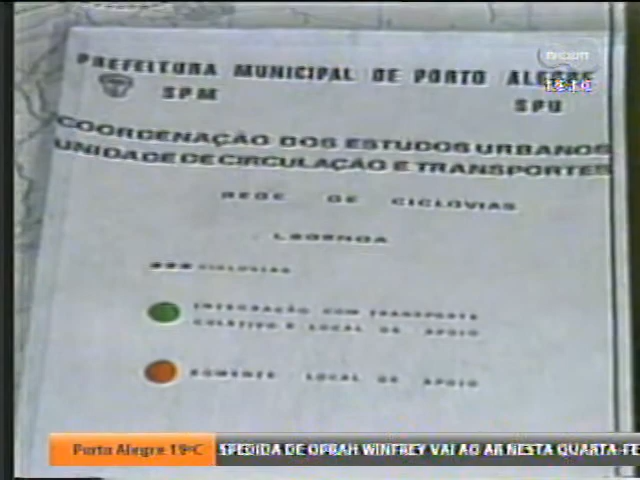 PREFEITURA MUNICIPAL DE PORTO ALEGRE
SPM SPU
COORDENAÇÃO DOS ESTUDOS URBANOS
UNIDADE DE CIRCULAÇÃO E TRANSPORTES
REDE DE CICLOVIAS
LEGENDA
CICLOVIAS
INTEGRAÇÃO COM TRANSPORTE
COLETIVO E LOCAL DE APOIO
SOMENTE LOCAL DE APOIO
Porto Alegre 19ºC
SPEDIDA DE OPRAH WINFREY VAI AO AR NESTA QUARTA-FE